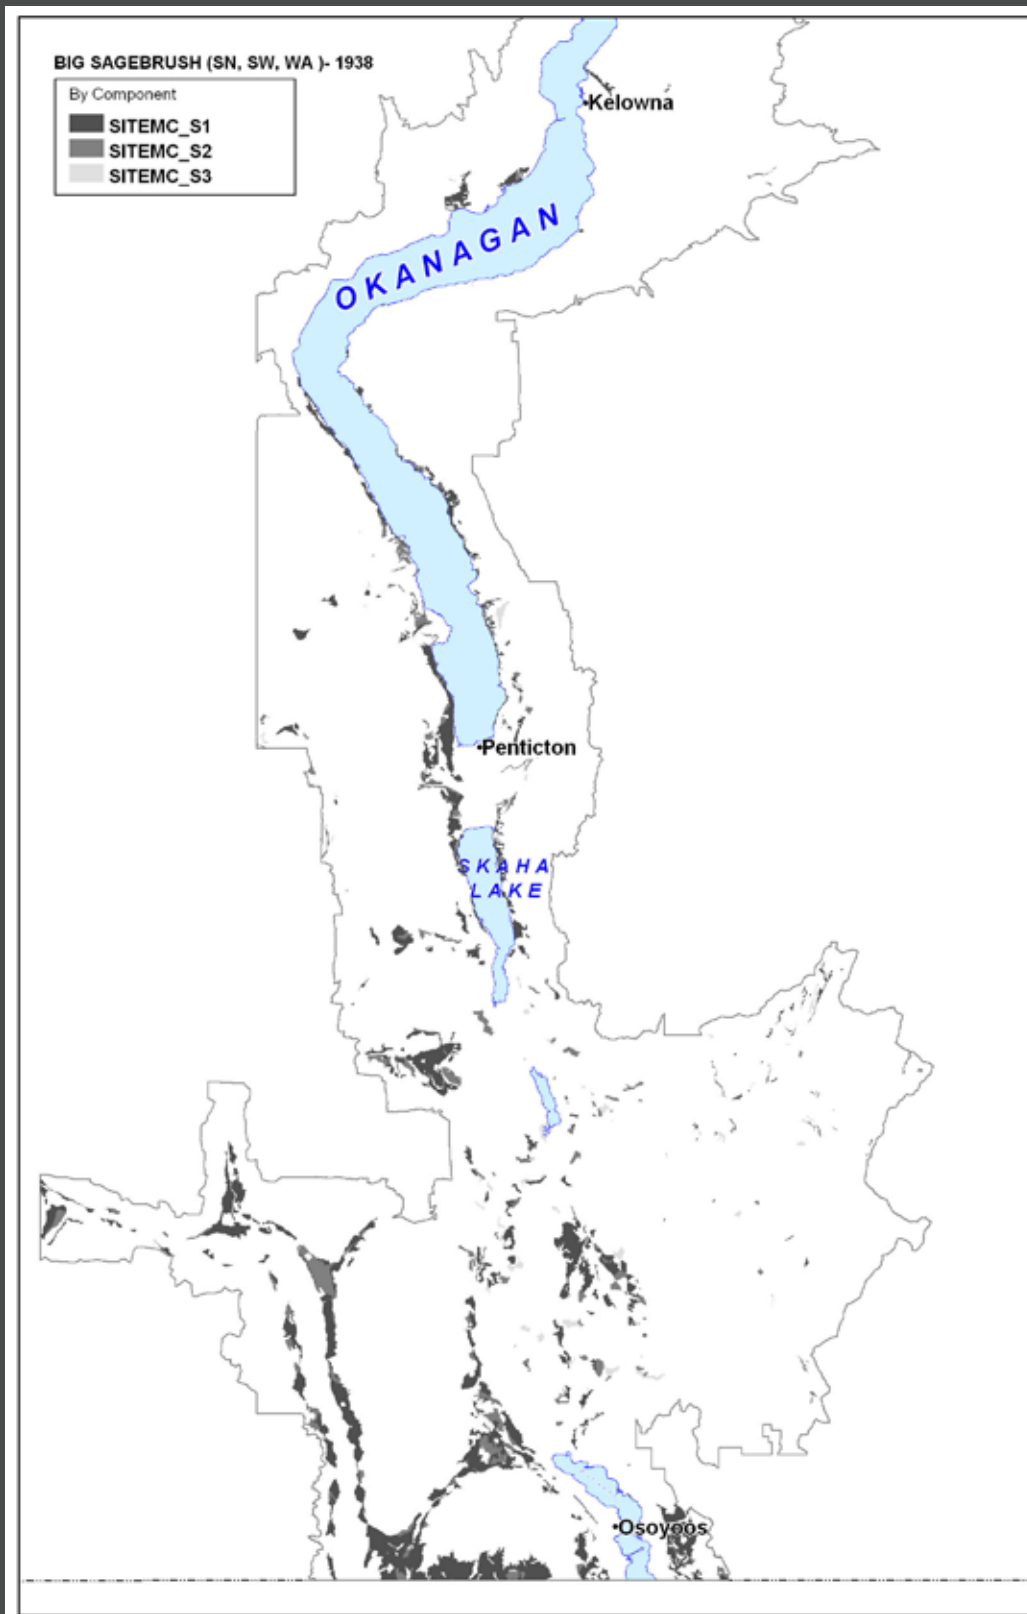 BIG SAGEBRUSH (SN, SW, WA )- 1938
By Component
SITEMC_S1
SITEMC_S2
SITEMC_S3
Kelowna
OKANAGAN
Penticton
SKAHA
LAKE
Osoyoos